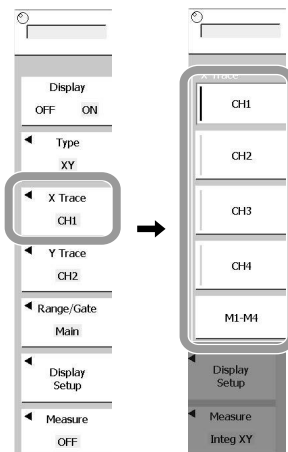 Display
OFF ON
Type
XY
X Trace
CH1
Y Trace
CH2
Range/Gate
Main
Display
Setup
Measure
OFF
X Trace
CH1
CH2
CH3
CH4
M1-M4
Display
Setup
Measure
Integ XY